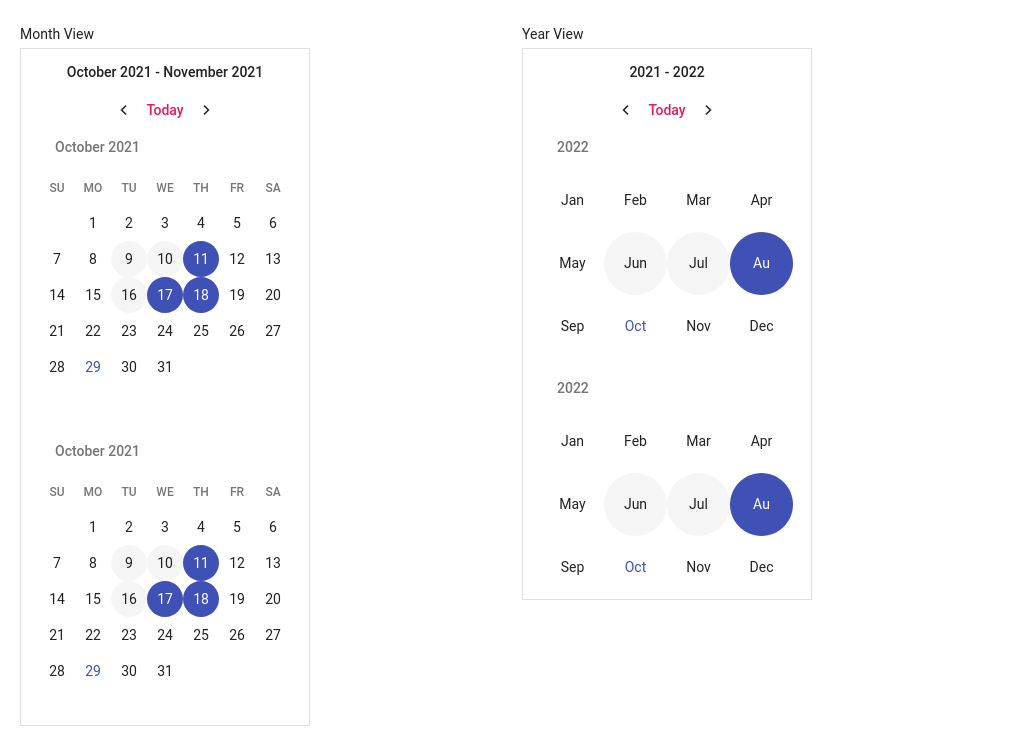 Month View
October 2021 - November 2021
Today
October 2021
SU MO TU WE TH FR SA
1 2 3 4 5 6
7 8 9 10 11 12 13
14 15 16 17 18 19 20
21 22 23 24 25 26 27
28 29 30 31
October 2021
SU MO TU WE TH FR SA
1 2 3 4 5 6
7 8 9 10 11 12 13
14 15 16 17 18 19 20
21 22 23 24 25 26 27
28 29 30 31
Year View
2021 - 2022
Today
2022
Jan Feb Mar Apr
May Jun Jul Au
Sep Oct Nov Dec
2022
Jan Feb Mar Apr
May Jun Jul Au
Sep Oct Nov Dec